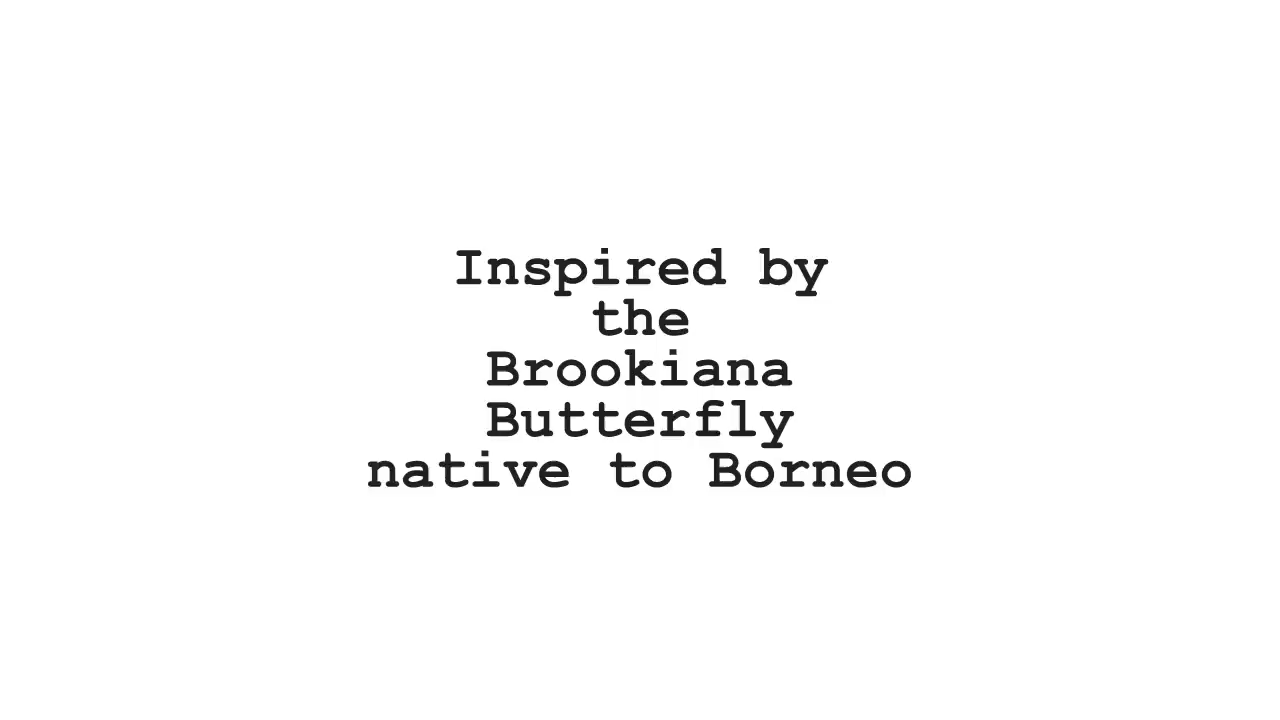 Inspired by
the
Brookiana
Butterfly
native to Borneo